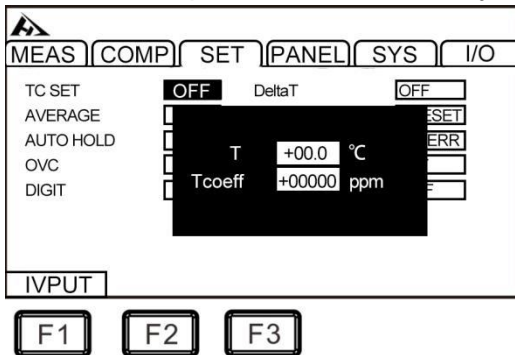 MEAS COMP SET PANEL SYS I/O
TC SET OFF DeltaT OFF
AVERAGE ESET
AUTO HOLD ERR
OVC
DIGIT
T +00.0 ℃
Tcoeff +00000 ppm
IVPUT
F1 F2 F3